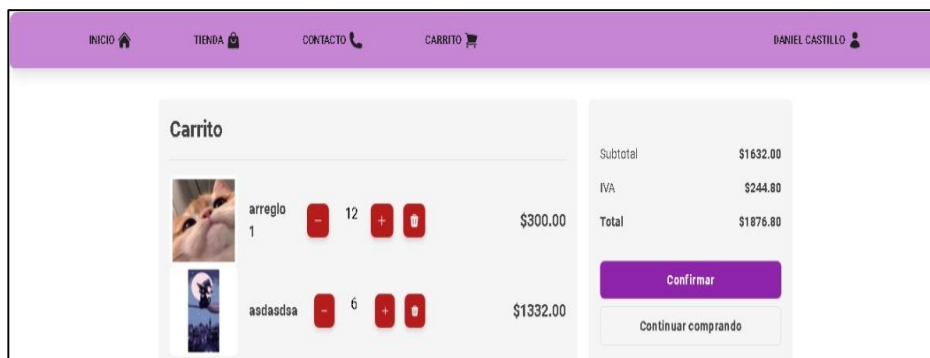 INICIO TIENDA CONTACTO CARRITO DANIEL CASTILLO
Carrito
arreglo
1
- 12 + $300.00
asdasdsa - 6 + $1332.00
Subtotal $1632.00
IVA $244.80
Total $1876.80
Confirmar
Continuar comprando